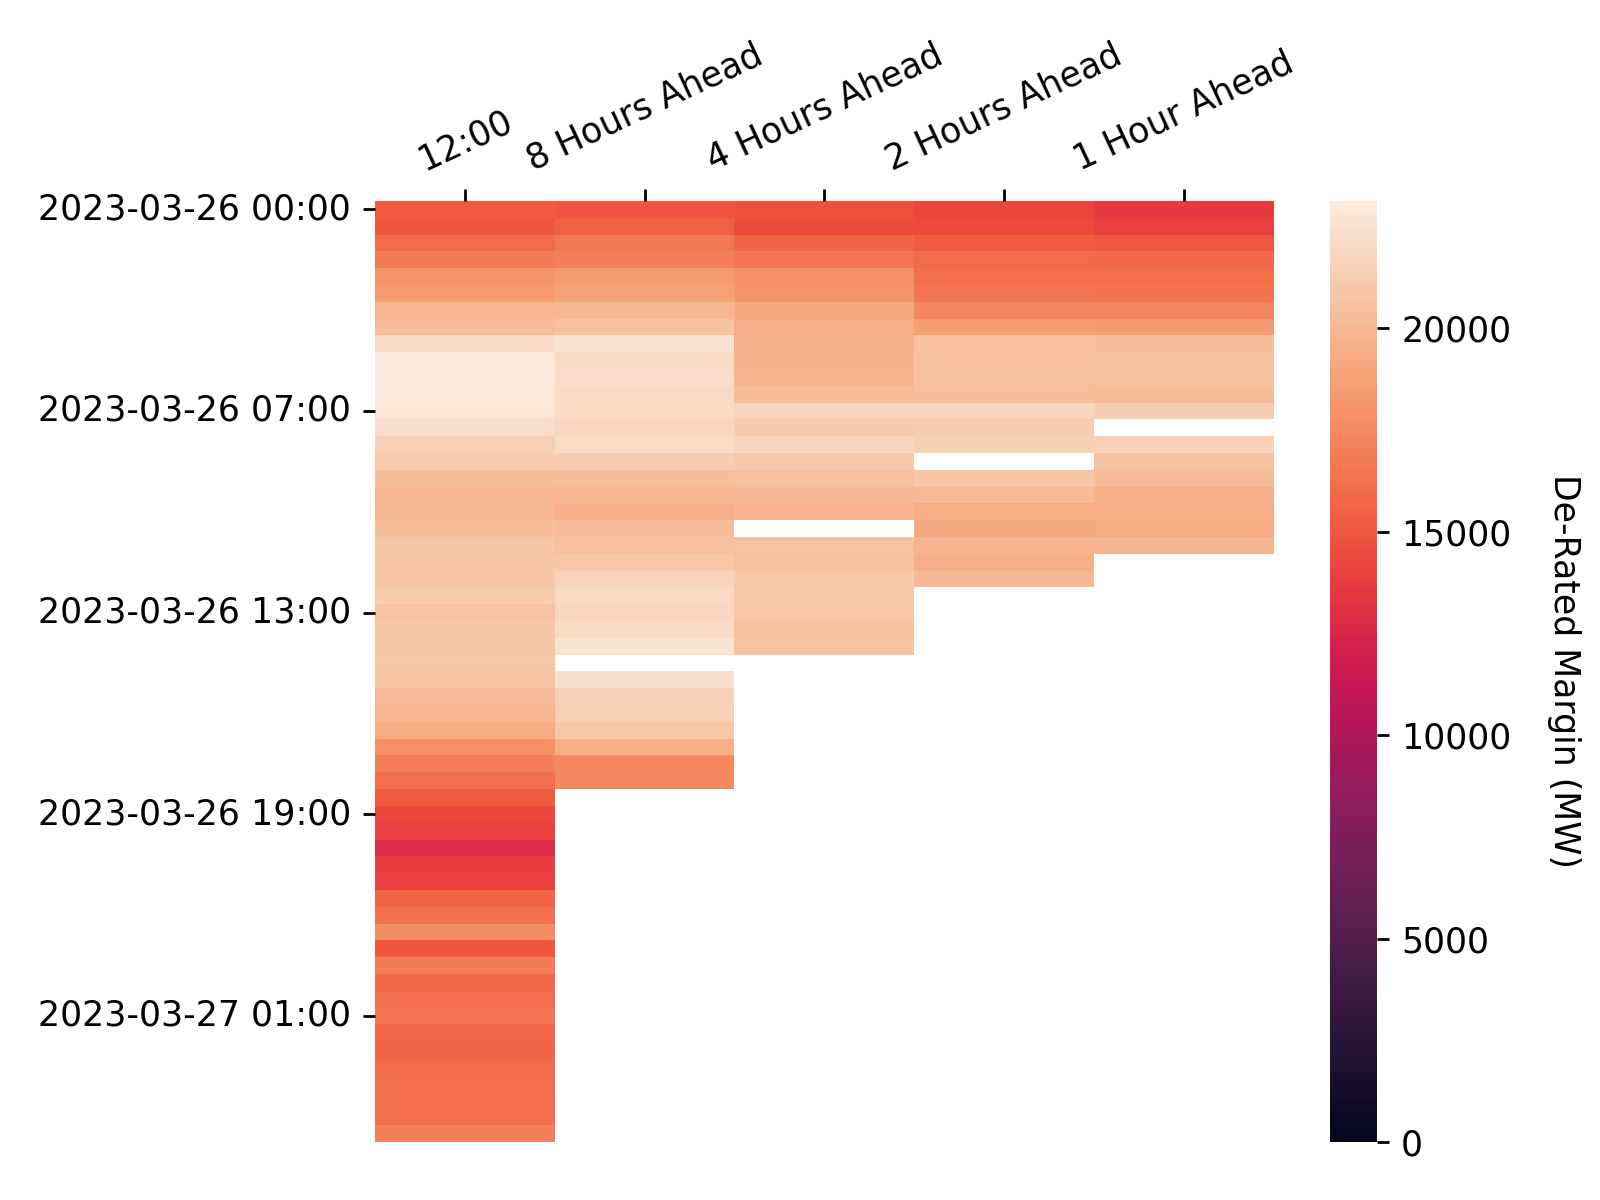 12:00
8 Hours Ahead
4 Hours Ahead
2 Hours Ahead
1 Hour Ahead
2023-03-26 00:00
2023-03-26 07:00
2023-03-26 13:00
2023-03-26 19:00
2023-03-27 01:00
20000
15000
10000
5000
0
De-Rated Margin (MW)